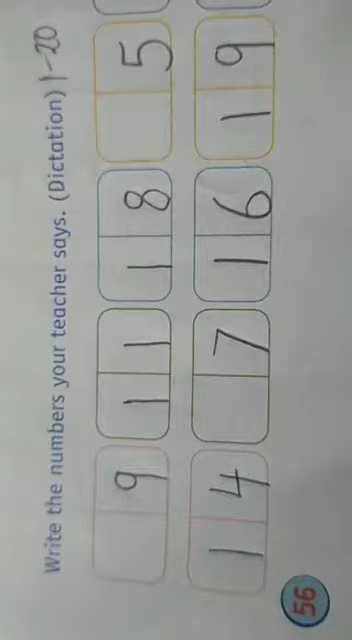 Write the numbers your teacher says. (Dictation) 1-20
9 11 18 5
14 7 16 19
56